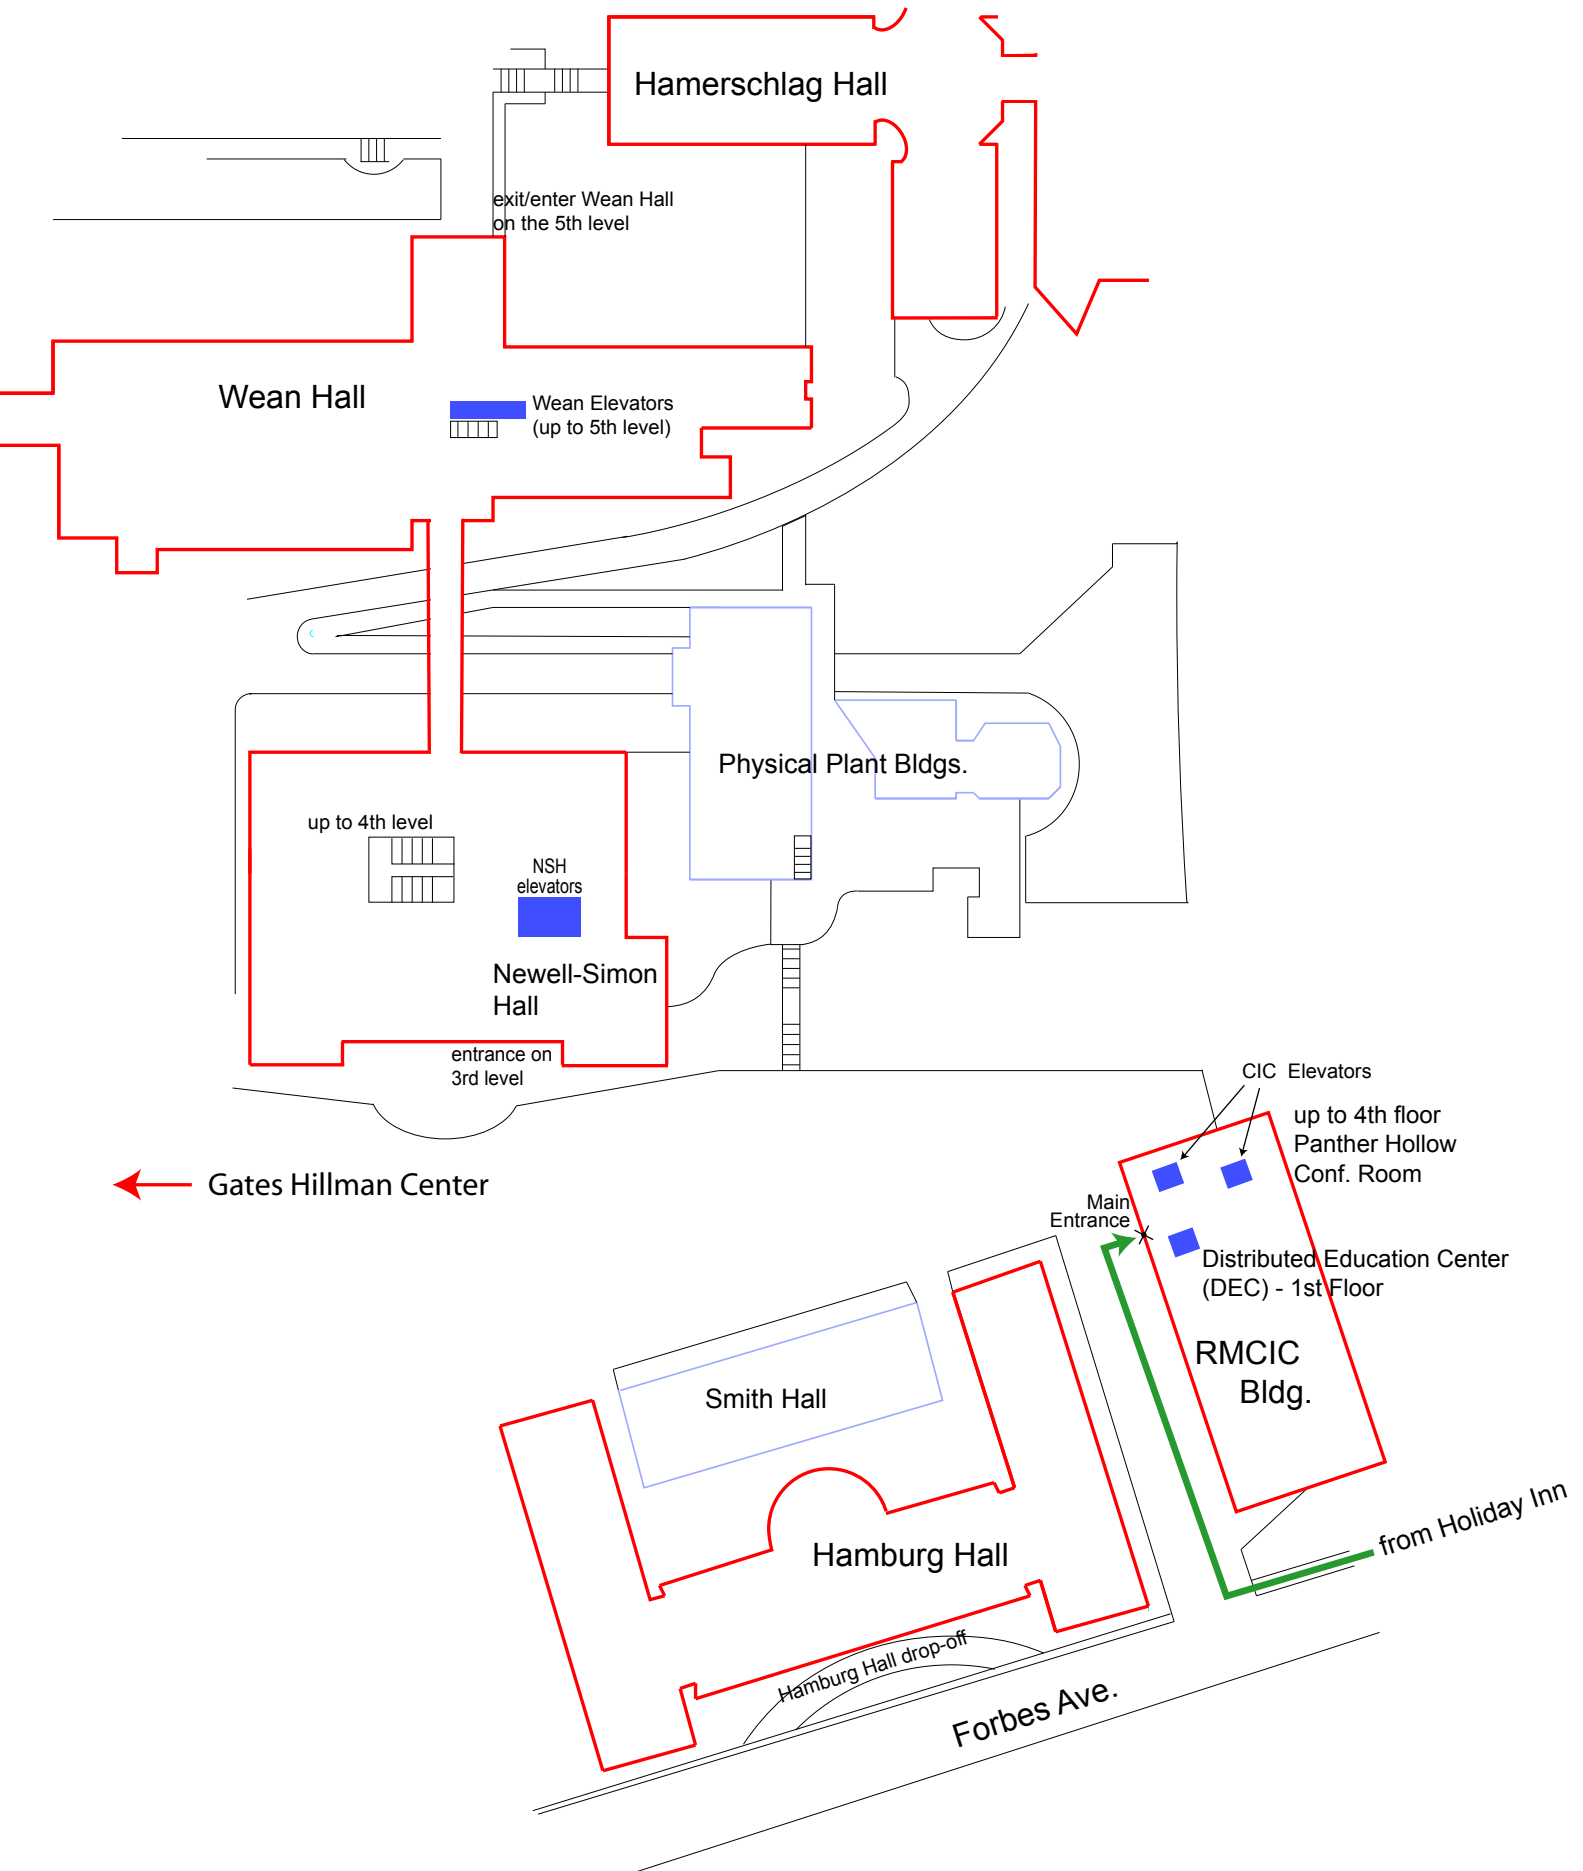 Hamerschlag Hall
exit/enter Wean Hall
on the 5th level
Wean Hall
Wean Elevators
(up to 5th level)
Physical Plant Bldgs.
up to 4th level
NSH
elevators
Newell-Simon
Hall
entrance on
3rd level
CIC Elevators
up to 4th floor
Panther Hollow
Conf. Room
Gates Hillman Center
Main
Entrance
Distributed Education Center
(DEC) - 1st Floor
RMCIC
Bldg.
Smith Hall
from Holiday Inn
Hamburg Hall
Hamburg Hall drop-off
Forbes Ave.